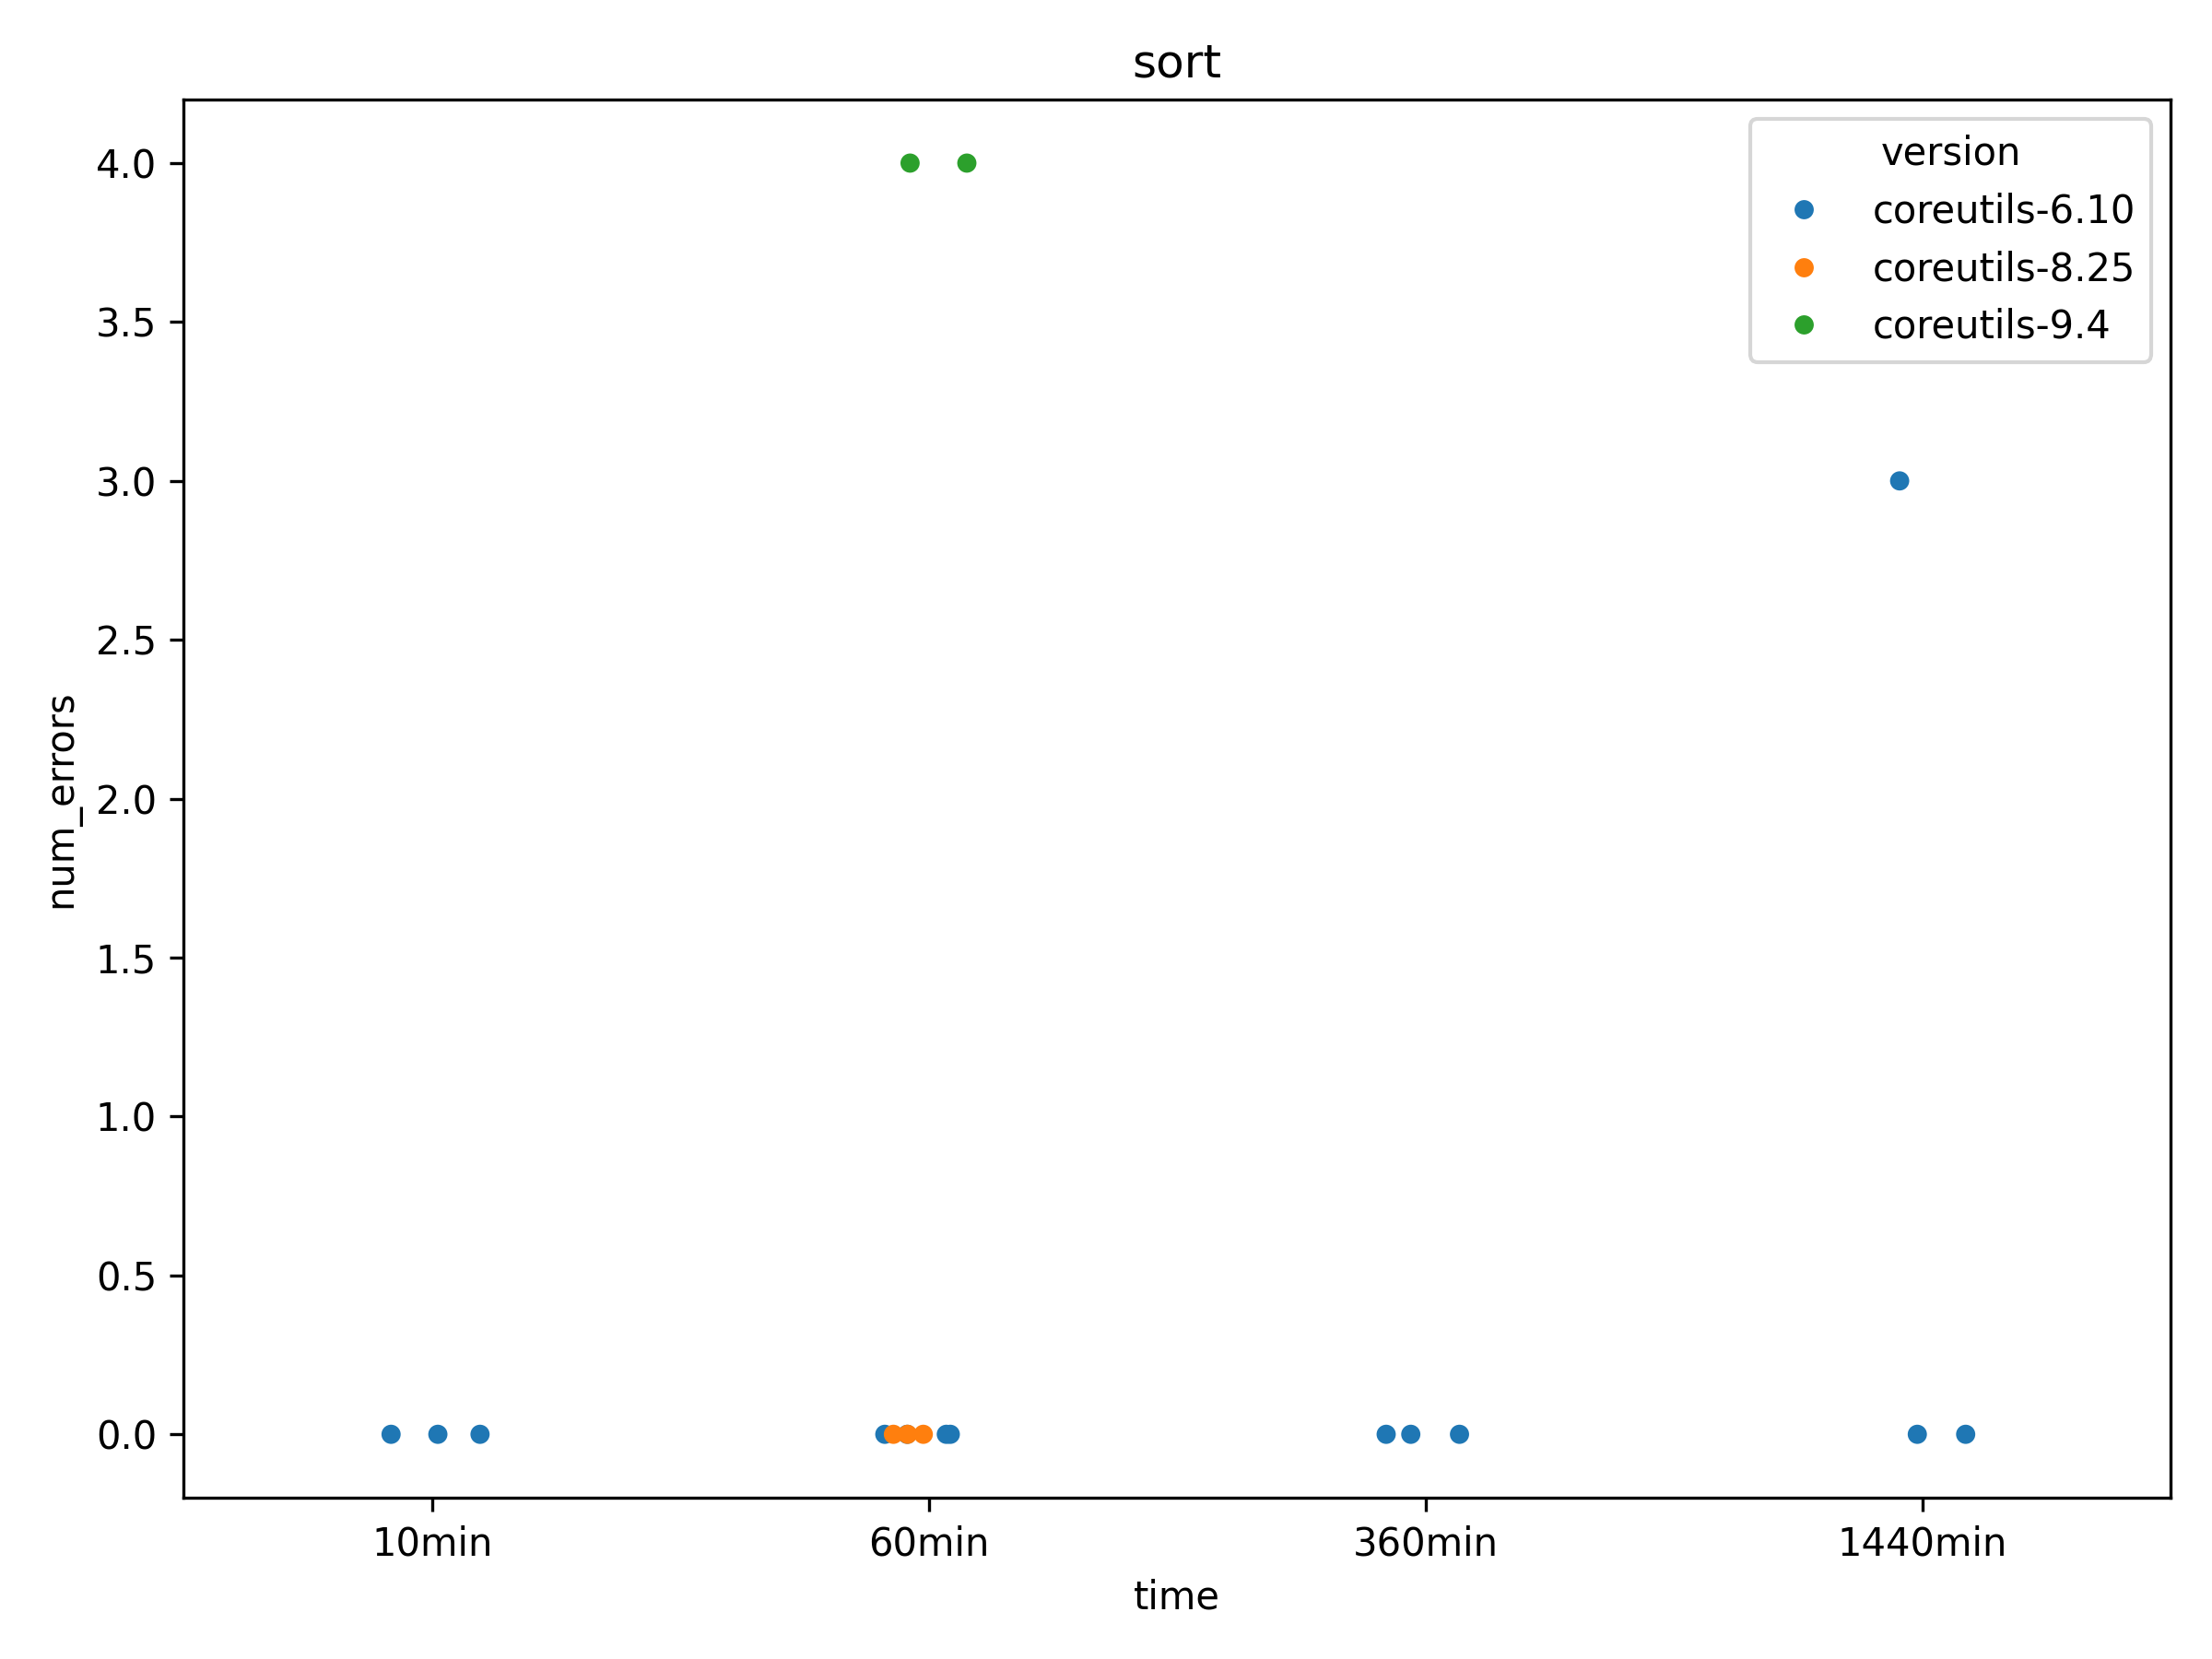 sort
version
coreutils-6.10
coreutils-8.25
coreutils-9.4
num_errors
4.0
3.5
3.0
2.5
2.0
1.5
1.0
0.5
0.0
10min 60min 360min 1440min
time